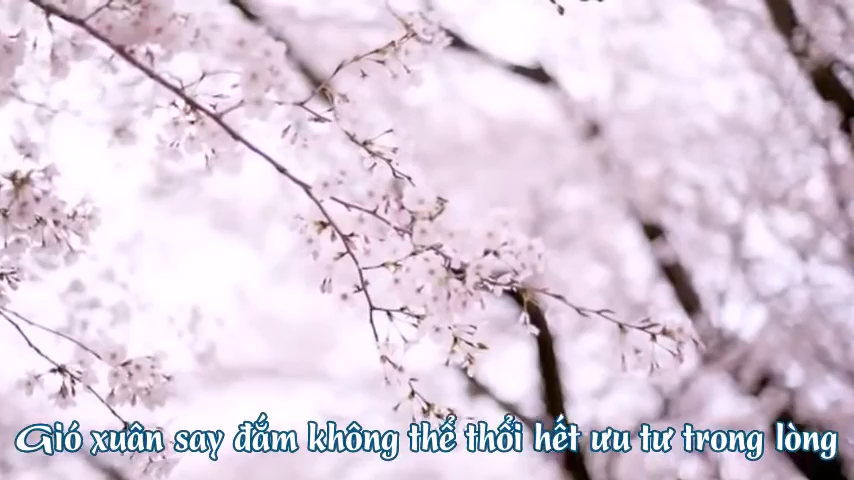 Gió xuân say đắm không thể thổi hết ưu tư trong lòng